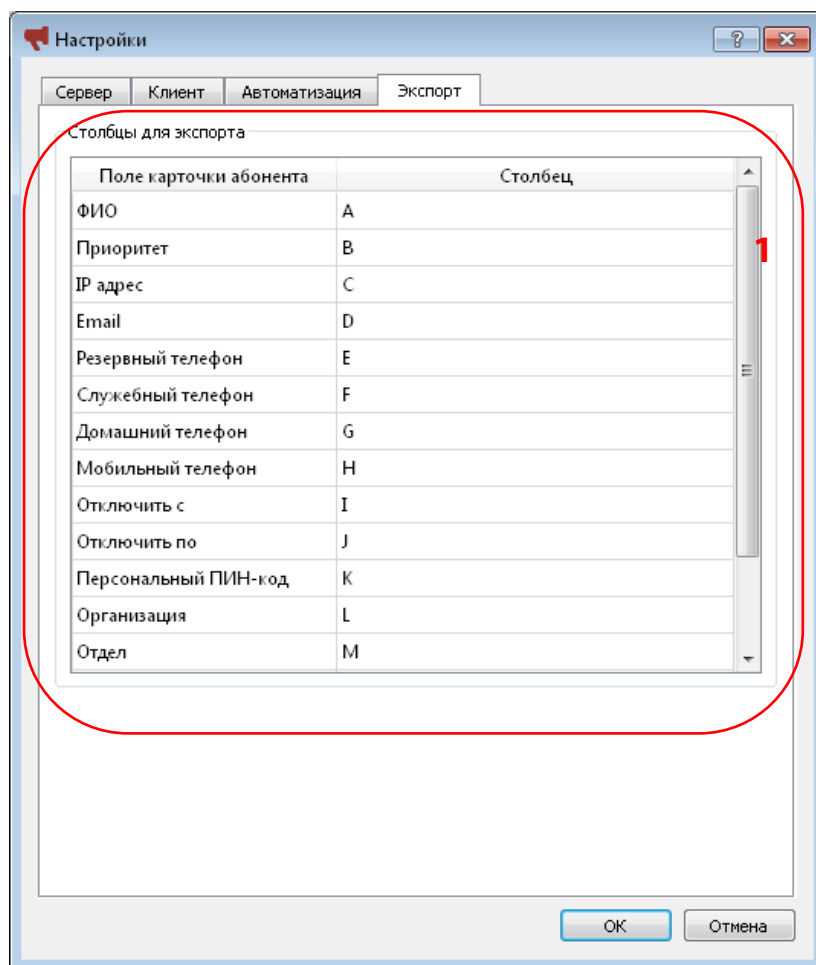 Настройки
Сервер Клиент Автоматизация Экспорт
Столбцы для экспорта
Поле карточки абонента Столбец
ФИО A
Приоритет B
1
IP адрес C
Email D
Резервный телефон E
Служебный телефон F
Домашний телефон G
Мобильный телефон H
Отключить с I
Отключить по J
Персональный ПИН-код K
Организация L
Отдел M
OK Отмена